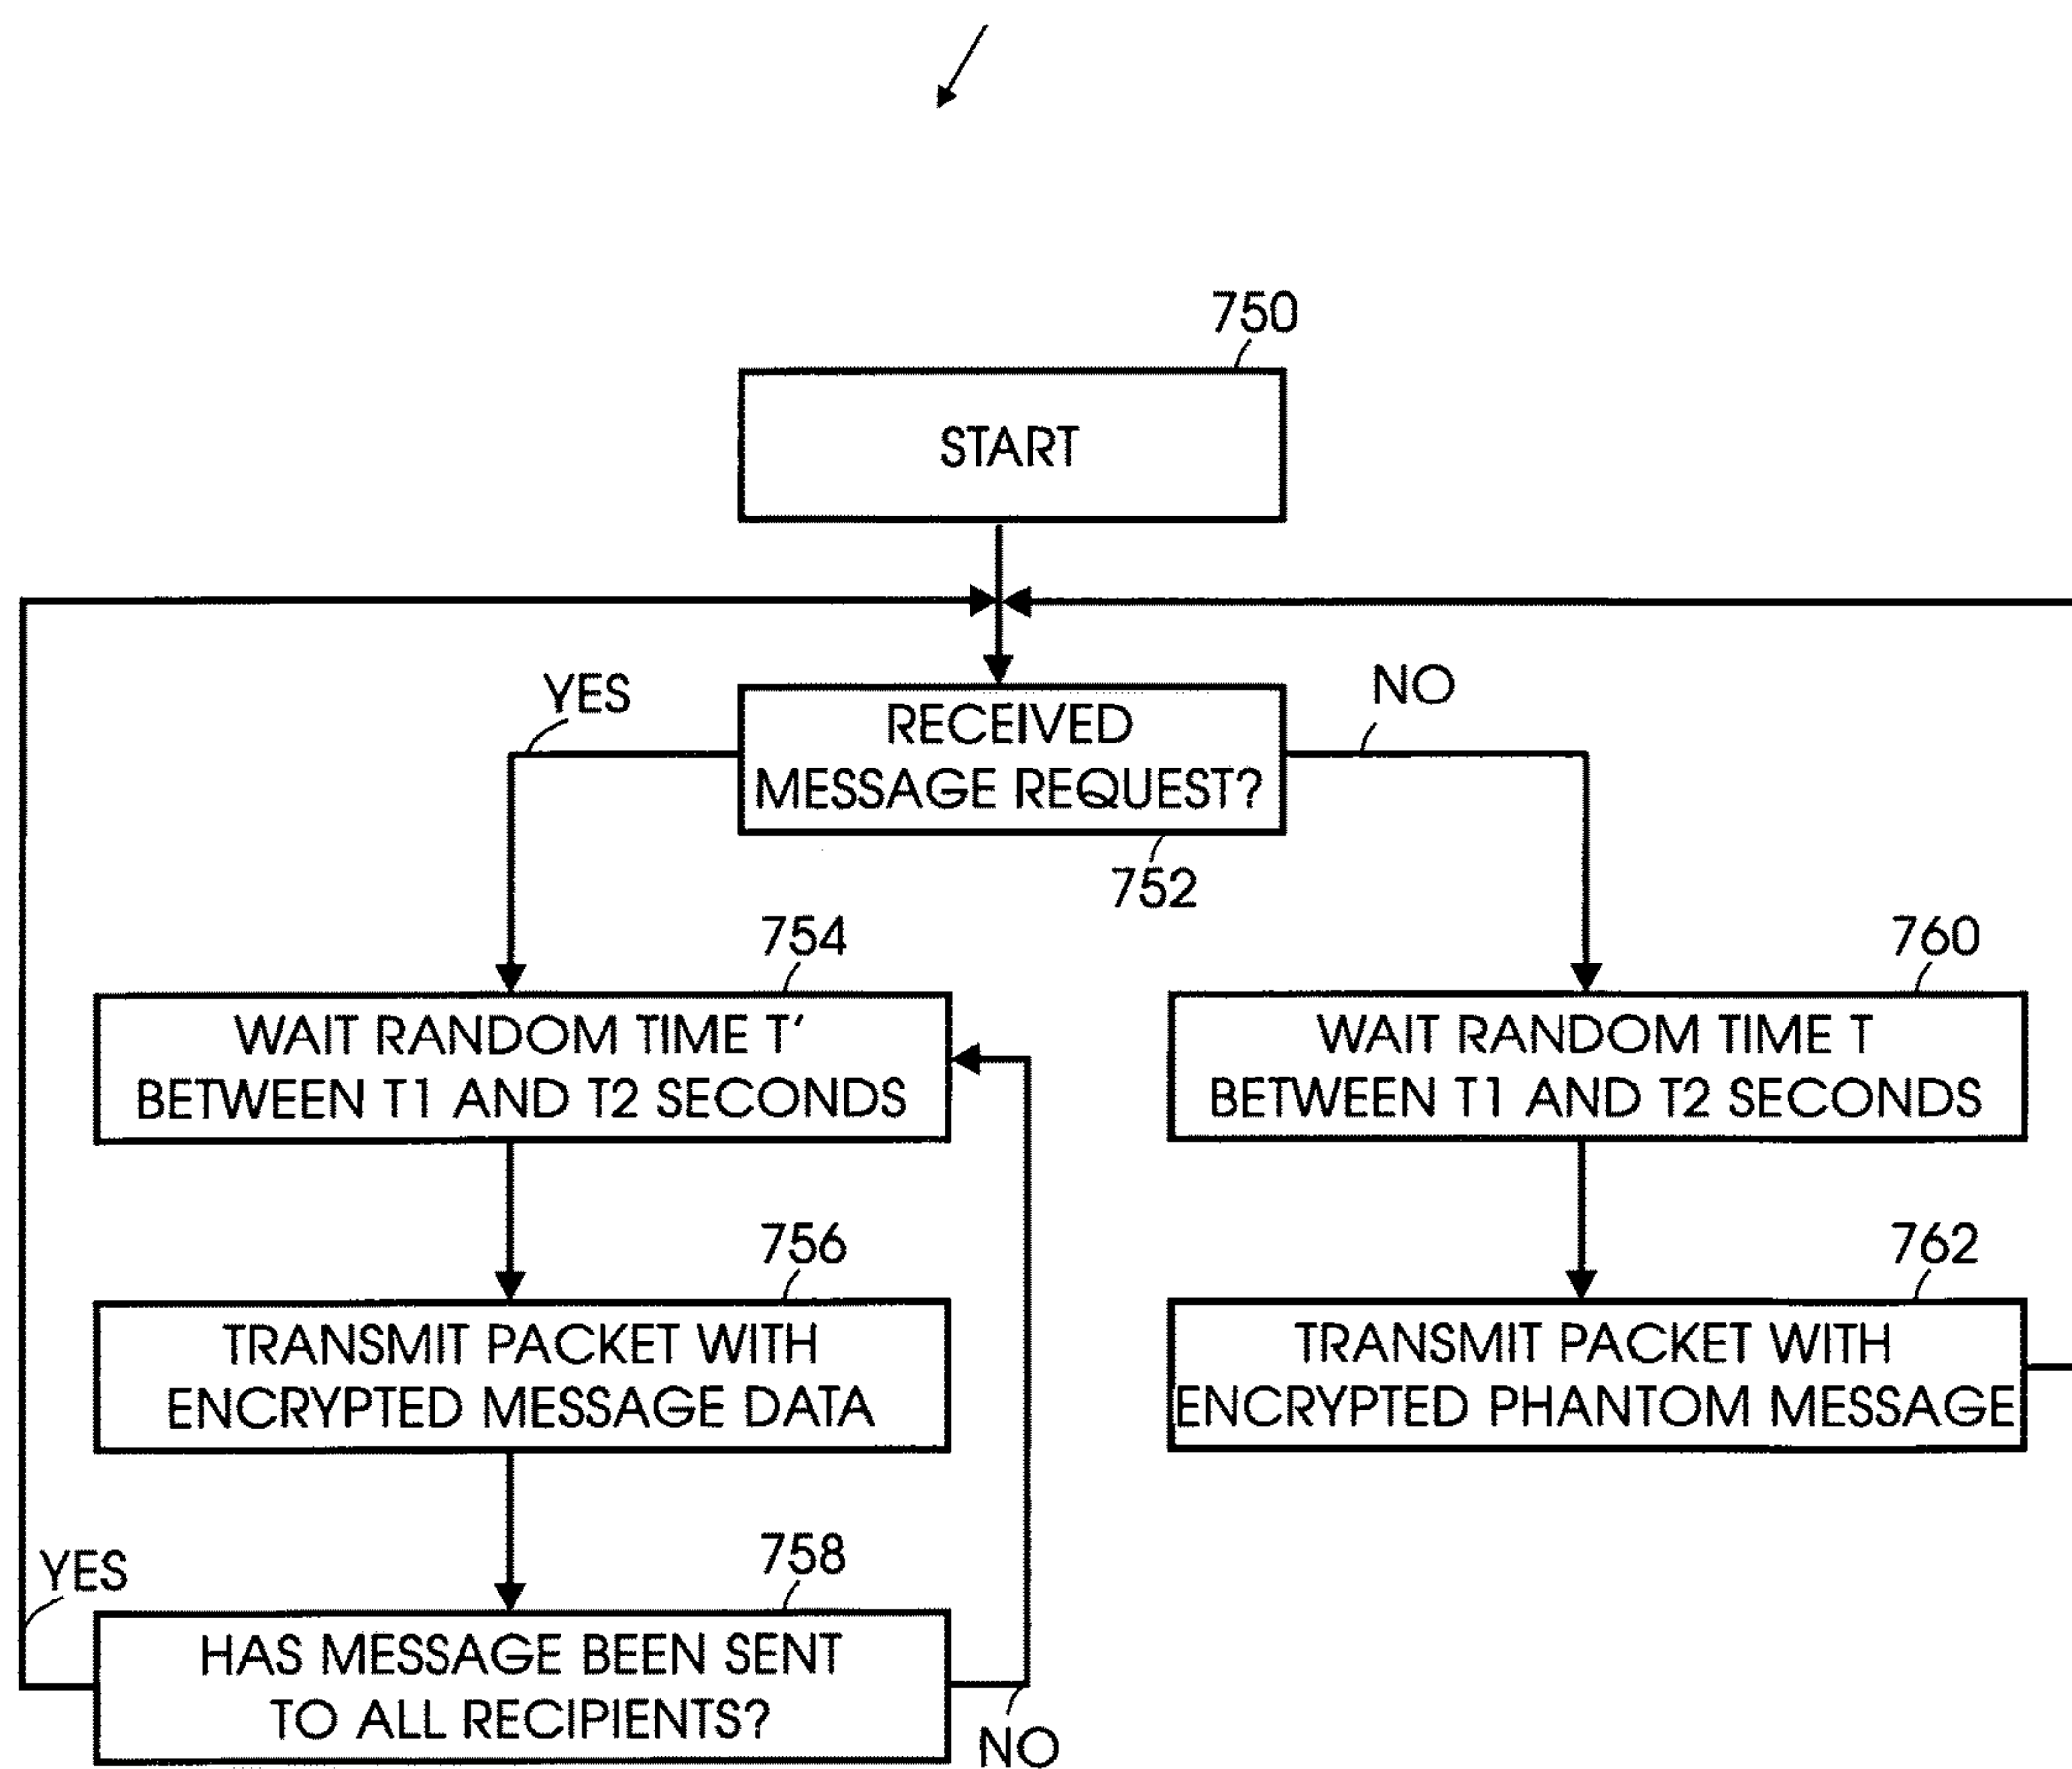 750
START
YES
NO
RECEIVED
MESSAGE REQUEST?
752
754
WAIT RANDOM TIME T'
BETWEEN T1 AND T2 SECONDS
760
WAIT RANDOM TIME T
BETWEEN T1 AND T2 SECONDS
756
TRANSMIT PACKET WITH
ENCRYPTED MESSAGE DATA
762
TRANSMIT PACKET WITH
ENCRYPTED PHANTOM MESSAGE
758
YES
HAS MESSAGE BEEN SENT
TO ALL RECIPIENTS?
NO